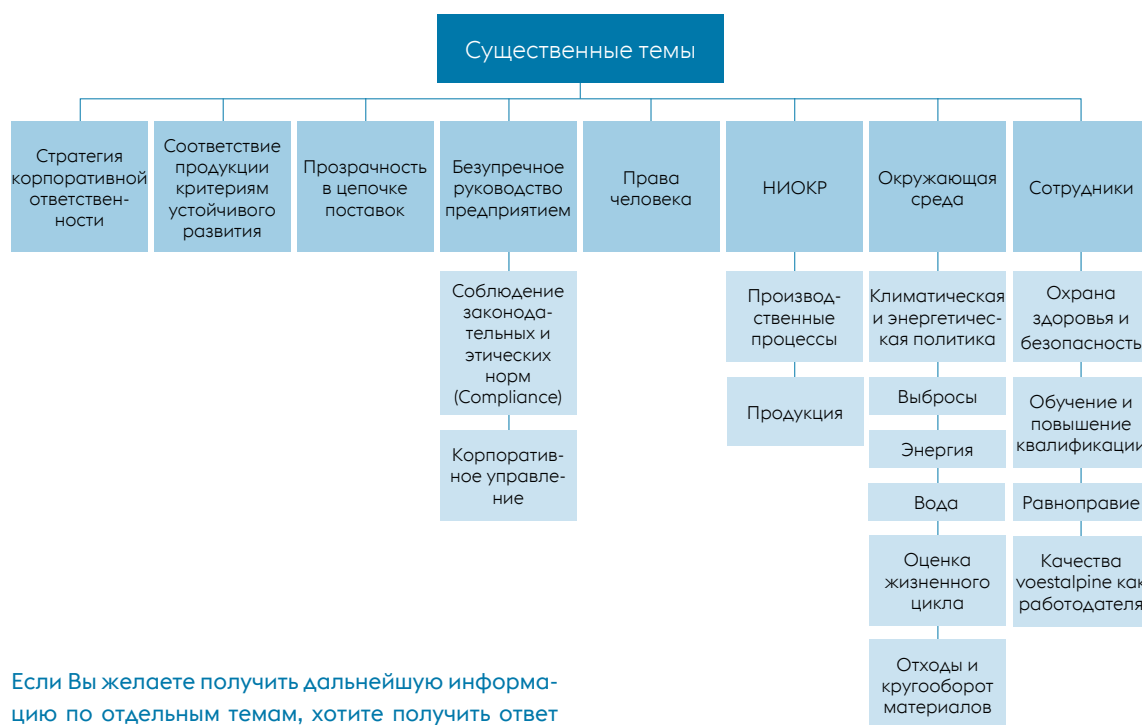 Существенные темы
Стратегия
корпоративной
ответствен-
ности
Соответствие
продукции
критериям
устойчивого
развития
Прозрачность
в цепочке
поставок
Безупречное
руководство
предприятием
Права
человека
НИОКР
Окружающая
среда
Сотрудники
Соблюдение
законода-
тельных и
этических
норм
(Compliance)
Корпоратив-
ное управле-
ние
Производ-
ственные
процессы
Продукция
Климатическая
и энергетичес-
кая политика
Выбросы
Энергия
Вода
Оценка
жизненного
цикла
Отходы и
кругооборот
материалов
Охрана
здоровья и
безопасность
Обучение и
повышение
квалификации
Равноправие
Качества
voestalpine как
работодателя
Если Вы желаете получить дальнейшую информа-
цию по отдельным темам, хотите получить ответ